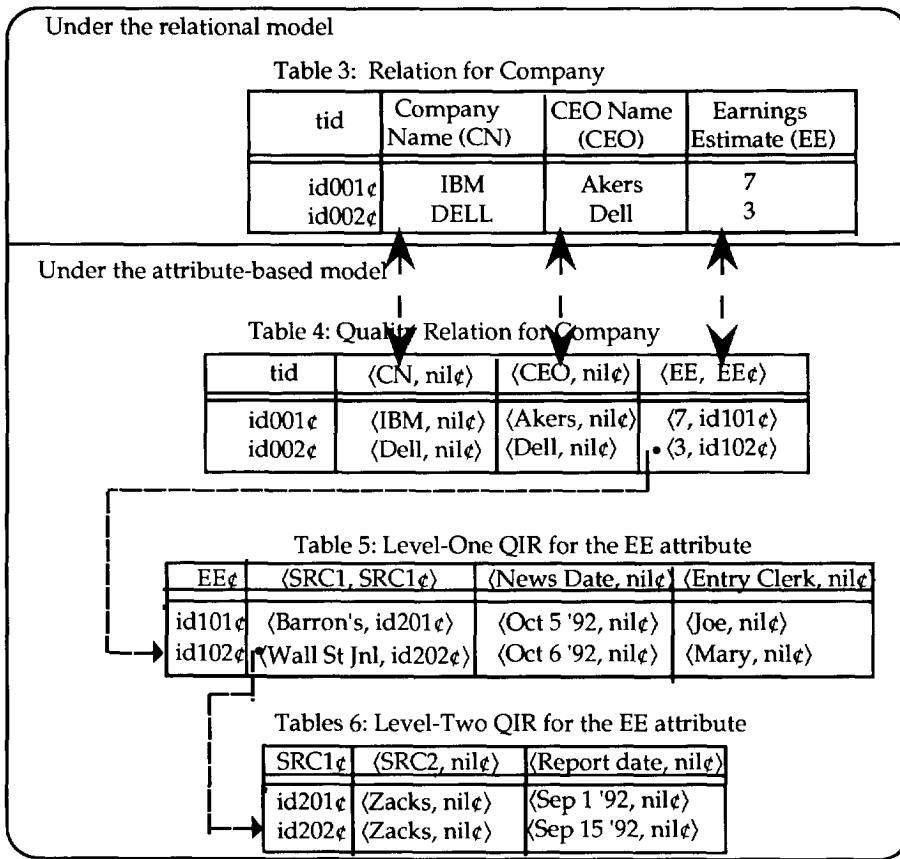 Under the relational model
Table 3: Relation for Company
tid Company Name (CN) CEO Name (CEO) Earnings Estimate (EE)
id001¢ IBM Akers 7
id002¢ DELL Dell 3
Under the attribute-based model
Table 4: Quality Relation for Company
tid ⟨CN, nil¢⟩ ⟨CEO, nil¢⟩ ⟨EE, EE¢⟩
id001¢ ⟨IBM, nil¢⟩ ⟨Akers, nil¢⟩ ⟨7, id101¢⟩
id002¢ ⟨Dell, nil¢⟩ ⟨Dell, nil¢⟩ ⟨3, id102¢⟩
Table 5: Level-One QIR for the EE attribute
EE¢ ⟨SRC1, SRC1¢⟩ ⟨News Date, nil¢⟩ ⟨Entry Clerk, nil¢⟩
id101¢ ⟨Barron's, id201¢⟩ ⟨Oct 5 '92, nil¢⟩ ⟨Joe, nil¢⟩
id102¢ ⟨Wall St Jnl, id202¢⟩ ⟨Oct 6 '92, nil¢⟩ ⟨Mary, nil¢⟩
Tables 6: Level-Two QIR for the EE attribute
SRC1¢ ⟨SRC2, nil¢⟩ ⟨Report date, nil¢⟩
id201¢ ⟨Zacks, nil¢⟩ ⟨Sep 1 '92, nil¢⟩
id202¢ ⟨Zacks, nil¢⟩ ⟨Sep 15 '92, nil¢⟩